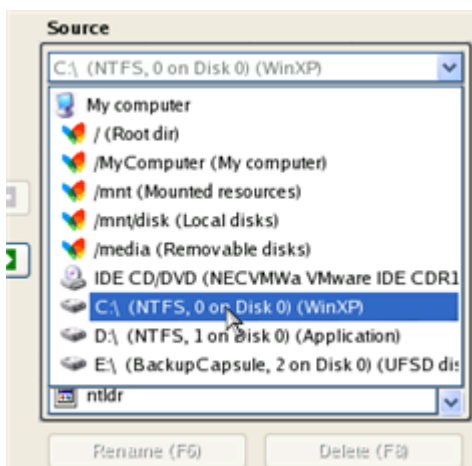 Source
C:\ (NTFS, 0 on Disk 0) (WinXP)
My computer
/ (Root dir)
/MyComputer (My computer)
/mnt (Mounted resources)
/mnt/disk (Local disks)
/media (Removable disks)
IDE CD/DVD (NECVMWa VMware IDE CDR1
C:\ (NTFS, 0 on Disk 0) (WinXP)
D:\ (NTFS, 1 on Disk 0) (Application)
E:\ (BackupCapsule, 2 on Disk 0) (UFSD dis
ntldr
Rename (F6) Delete (F8)